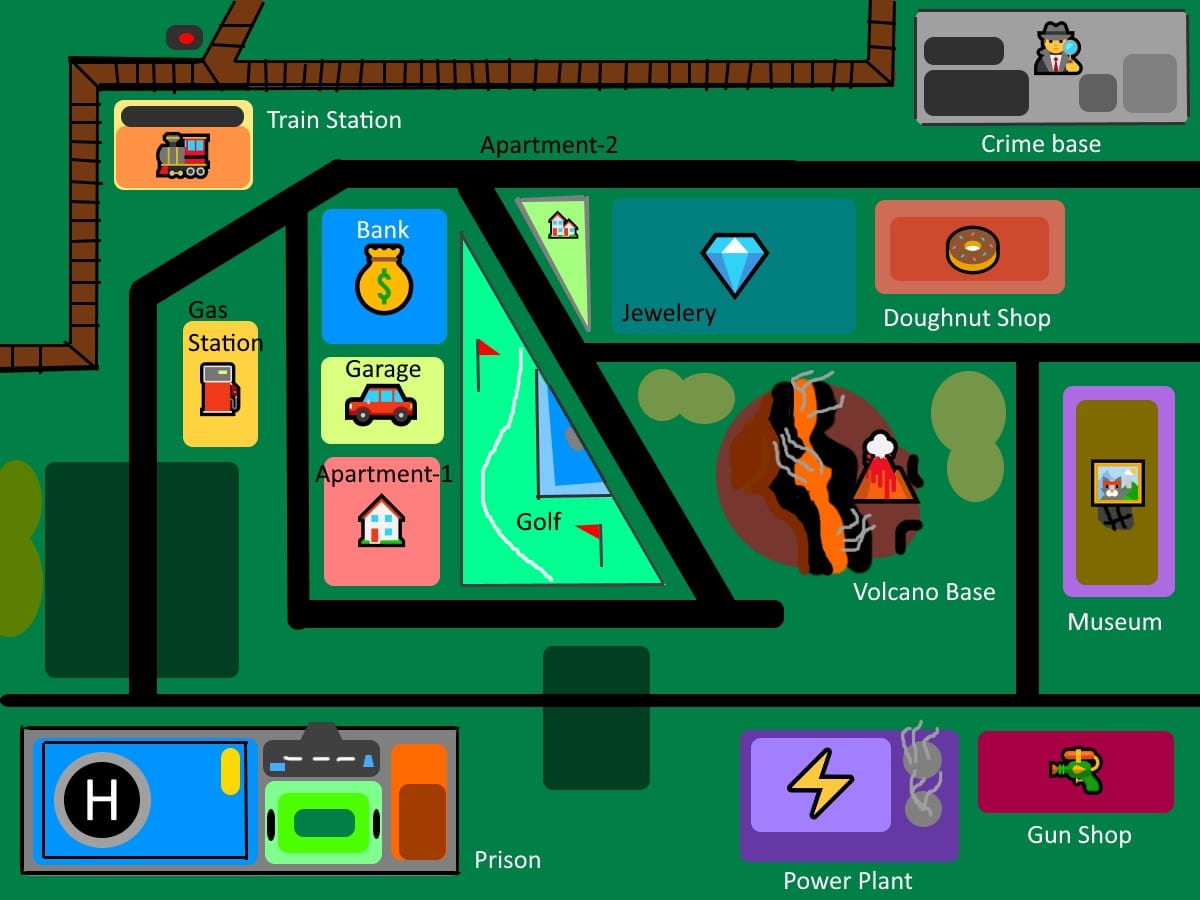 Train Station
Apartment-2
Crime base
Bank
Gas
Station
Jewelery
Doughnut Shop
Garage
Apartment-1
Golf
Volcano Base
Museum
H
Prison
Gun Shop
Power Plant